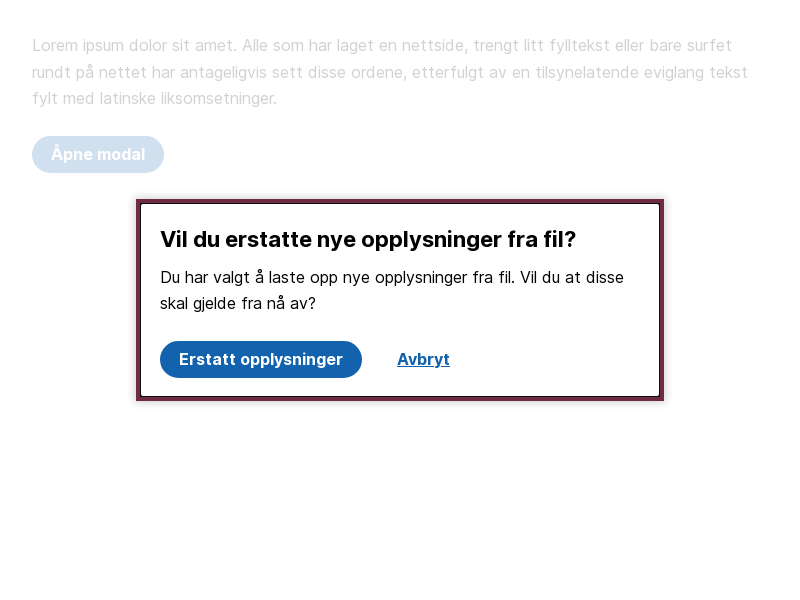 Lorem ipsum dolor sit amet. Alle som har laget en nettside, trengt litt fylltekst eller bare surfet
rundt på nettet har antageligvis sett disse ordene, etterfulgt av en tilsynelatende eviglang tekst
fylt med latinske liksomsetninger.
Åpne modal
Vil du erstatte nye opplysninger fra fil?
Du har valgt å laste opp nye opplysninger fra fil. Vil du at disse
skal gjelde fra nå av?
Erstatt opplysninger Avbryt